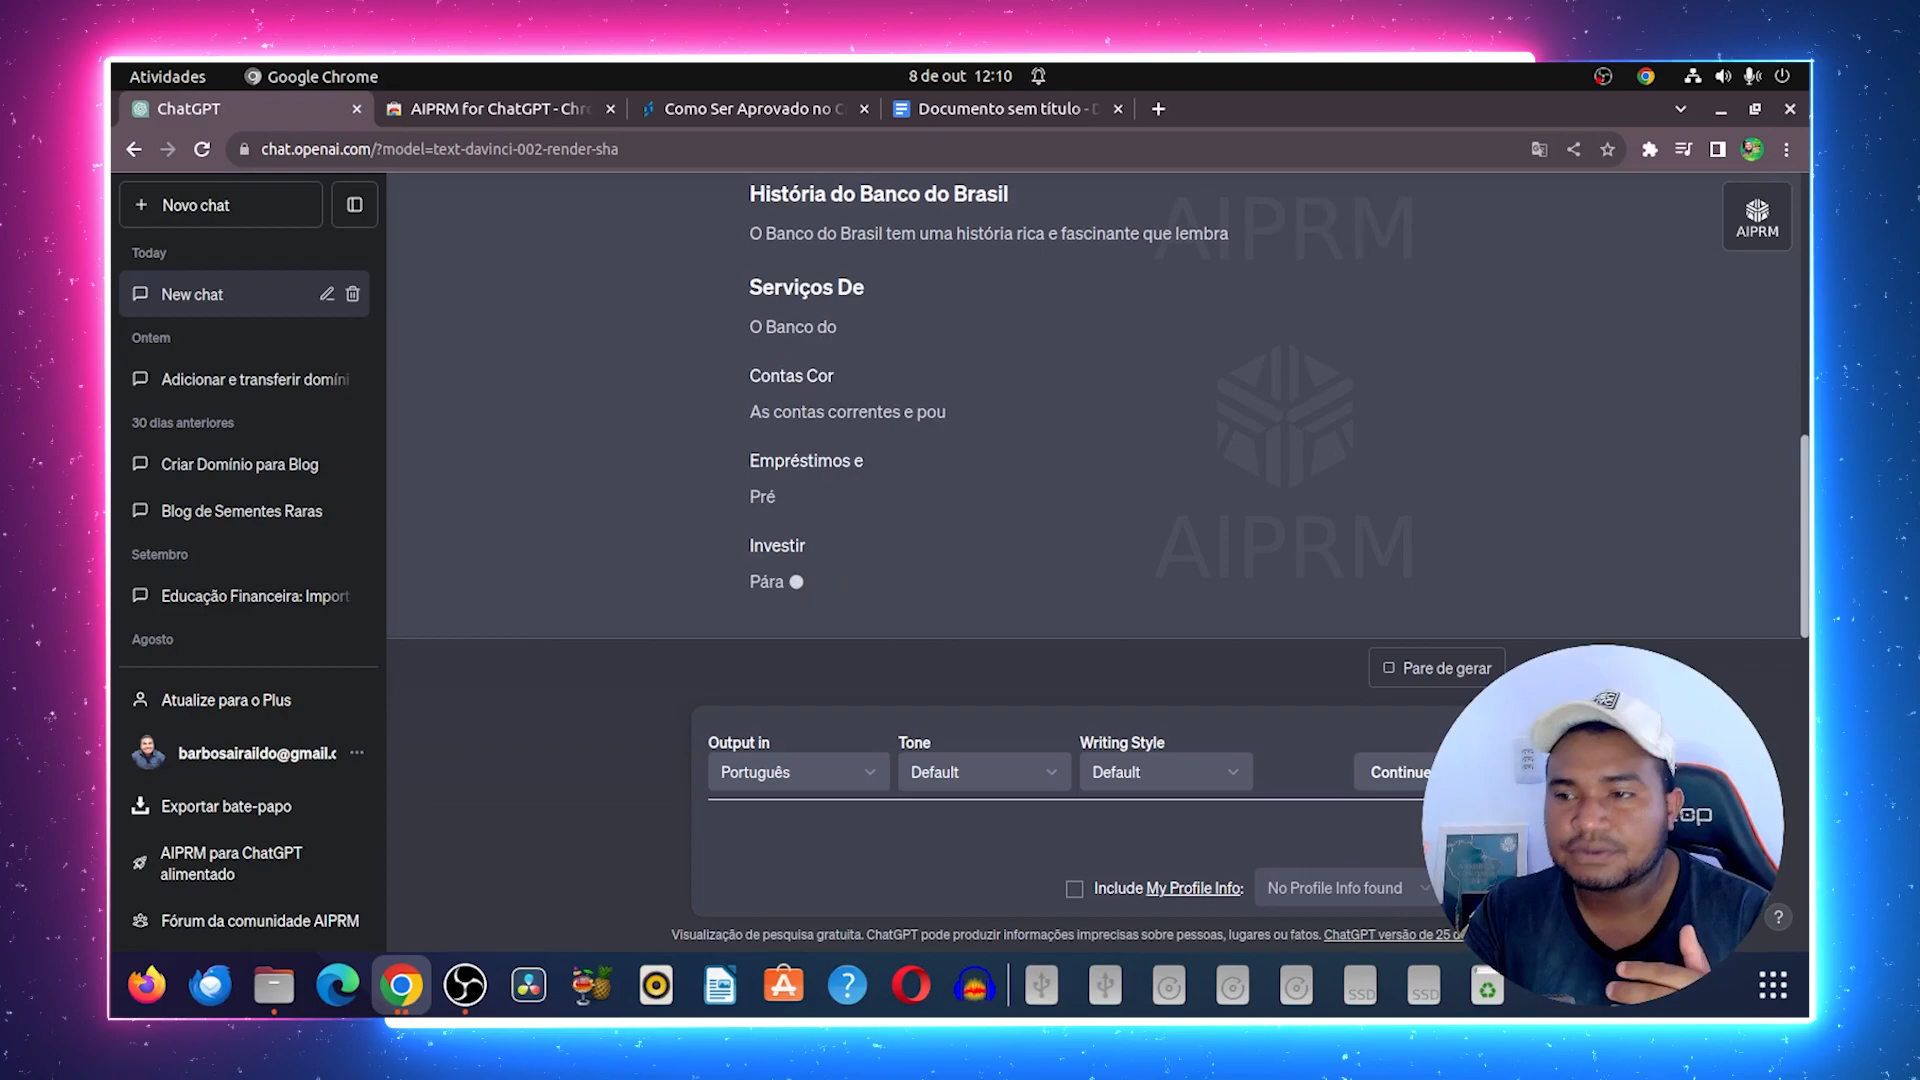 Atividades
Google Chrome
8 de out 12:10
ChatGPT
AIPRM for ChatGPT - Chro
Como Ser Aprovado no
Documento sem título -
chat.openai.com/?model=text-davinci-002-render-sha
Novo chat
Today
New chat
Ontem
Adicionar e transferir domíni
30 dias anteriores
Criar Domínio para Blog
Blog de Sementes Raras
Setembro
Educação Financeira: Import
Agosto
Atualize para o Plus
barbosairaildo@gmail.c
Exportar bate-papo
AIPRM para ChatGPT
alimentado
Fórum da comunidade AIPRM
AIPRM
História do Banco do Brasil
O Banco do Brasil tem uma história rica e fascinante que lembra
Serviços De
O Banco do
Contas Cor
As contas correntes e pou
Empréstimos e
Pré
Investir
Pára
AIPRM
AIPRM
Pare de gerar
Output in
Tone
Writing Style
Português
Default
Default
Continue
Include My Profile Info:
No Profile Info found
?
Visualização de pesquisa gratuita. ChatGPT pode produzir informações imprecisas sobre pessoas, lugares ou fatos. ChatGPT versão de 25
SSD
SSD